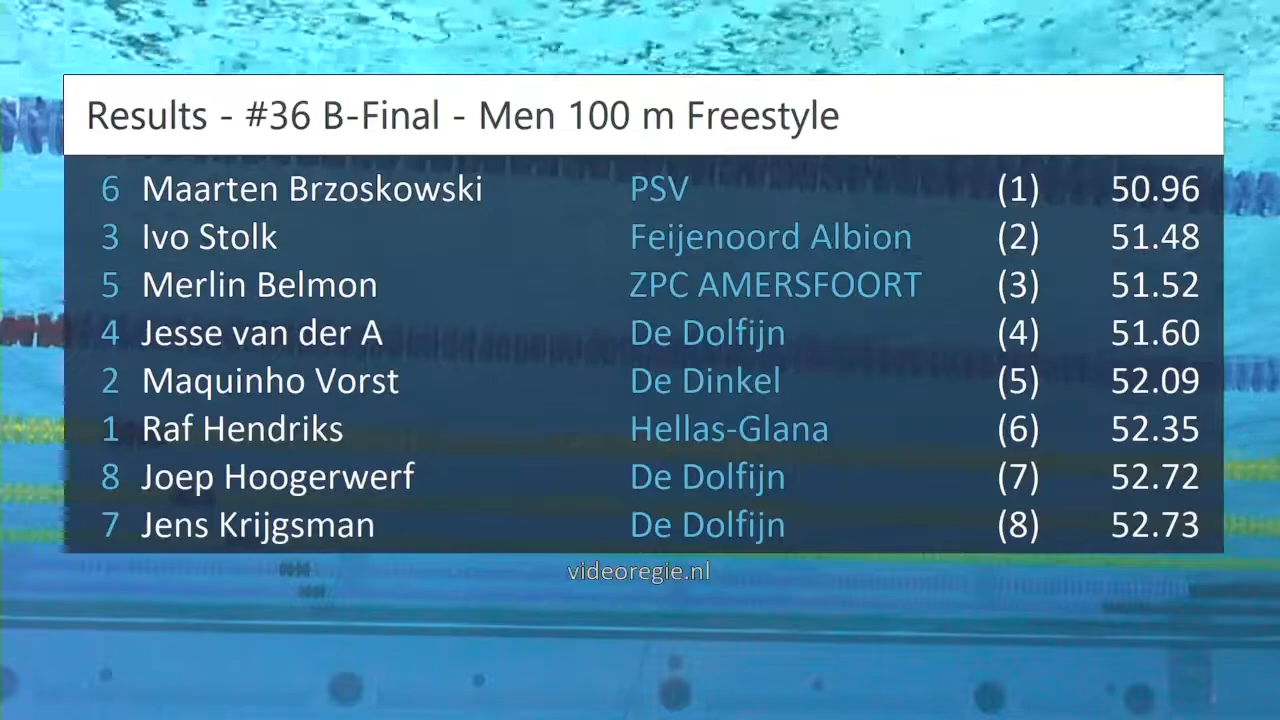 Results - #36 B-Final - Men 100 m Freestyle
6 Maarten Brzoskowski PSV (1) 50.96
3 Ivo Stolk Feijenoord Albion (2) 51.48
5 Merlin Belmon ZPC AMERSFOORT (3) 51.52
4 Jesse van der A De Dolfijn (4) 51.60
2 Maquinho Vorst De Dinkel (5) 52.09
1 Raf Hendriks Hellas-Glana (6) 52.35
8 Joep Hoogerwerf De Dolfijn (7) 52.72
7 Jens Krijgsman De Dolfijn (8) 52.73
videoregie.nl